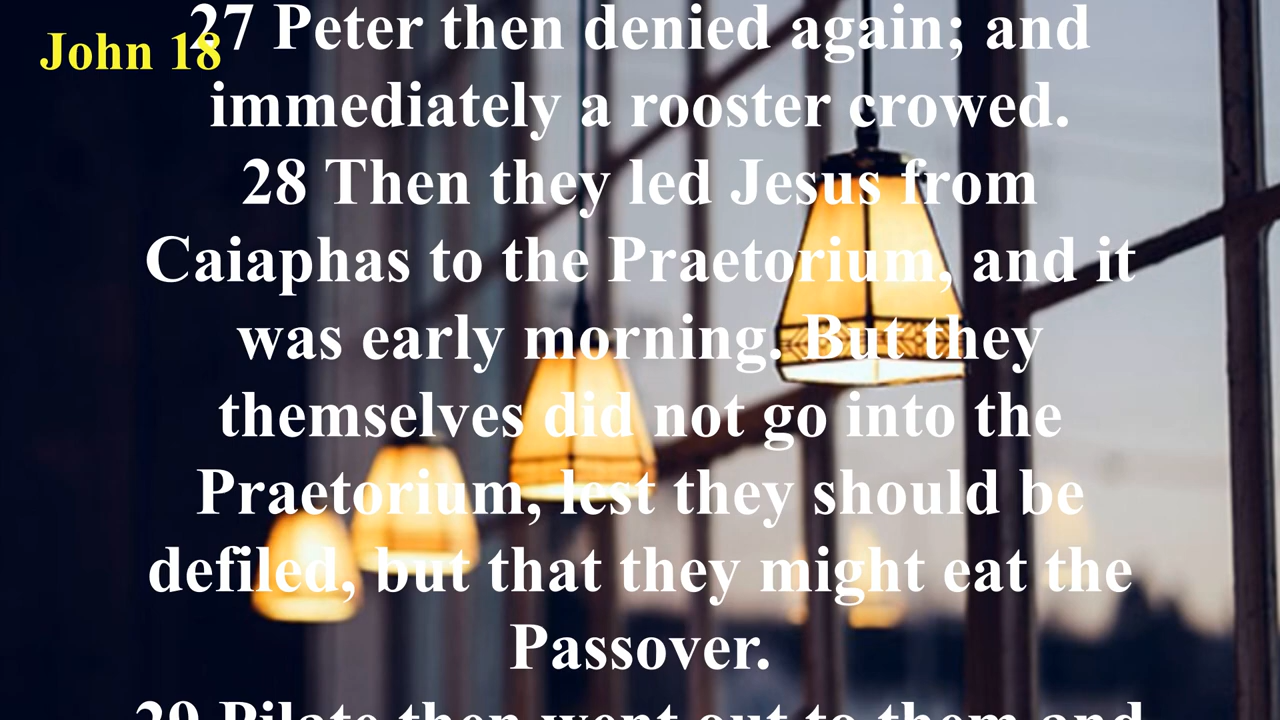 John 18
27 Peter then denied again; and
immediately a rooster crowed.
28 Then they led Jesus from
Caiaphas to the Praetorium, and it
was early morning. But they
themselves did not go into the
Praetorium, lest they should be
defiled, but that they might eat the
Passover.
29 Pilate then went out to them and